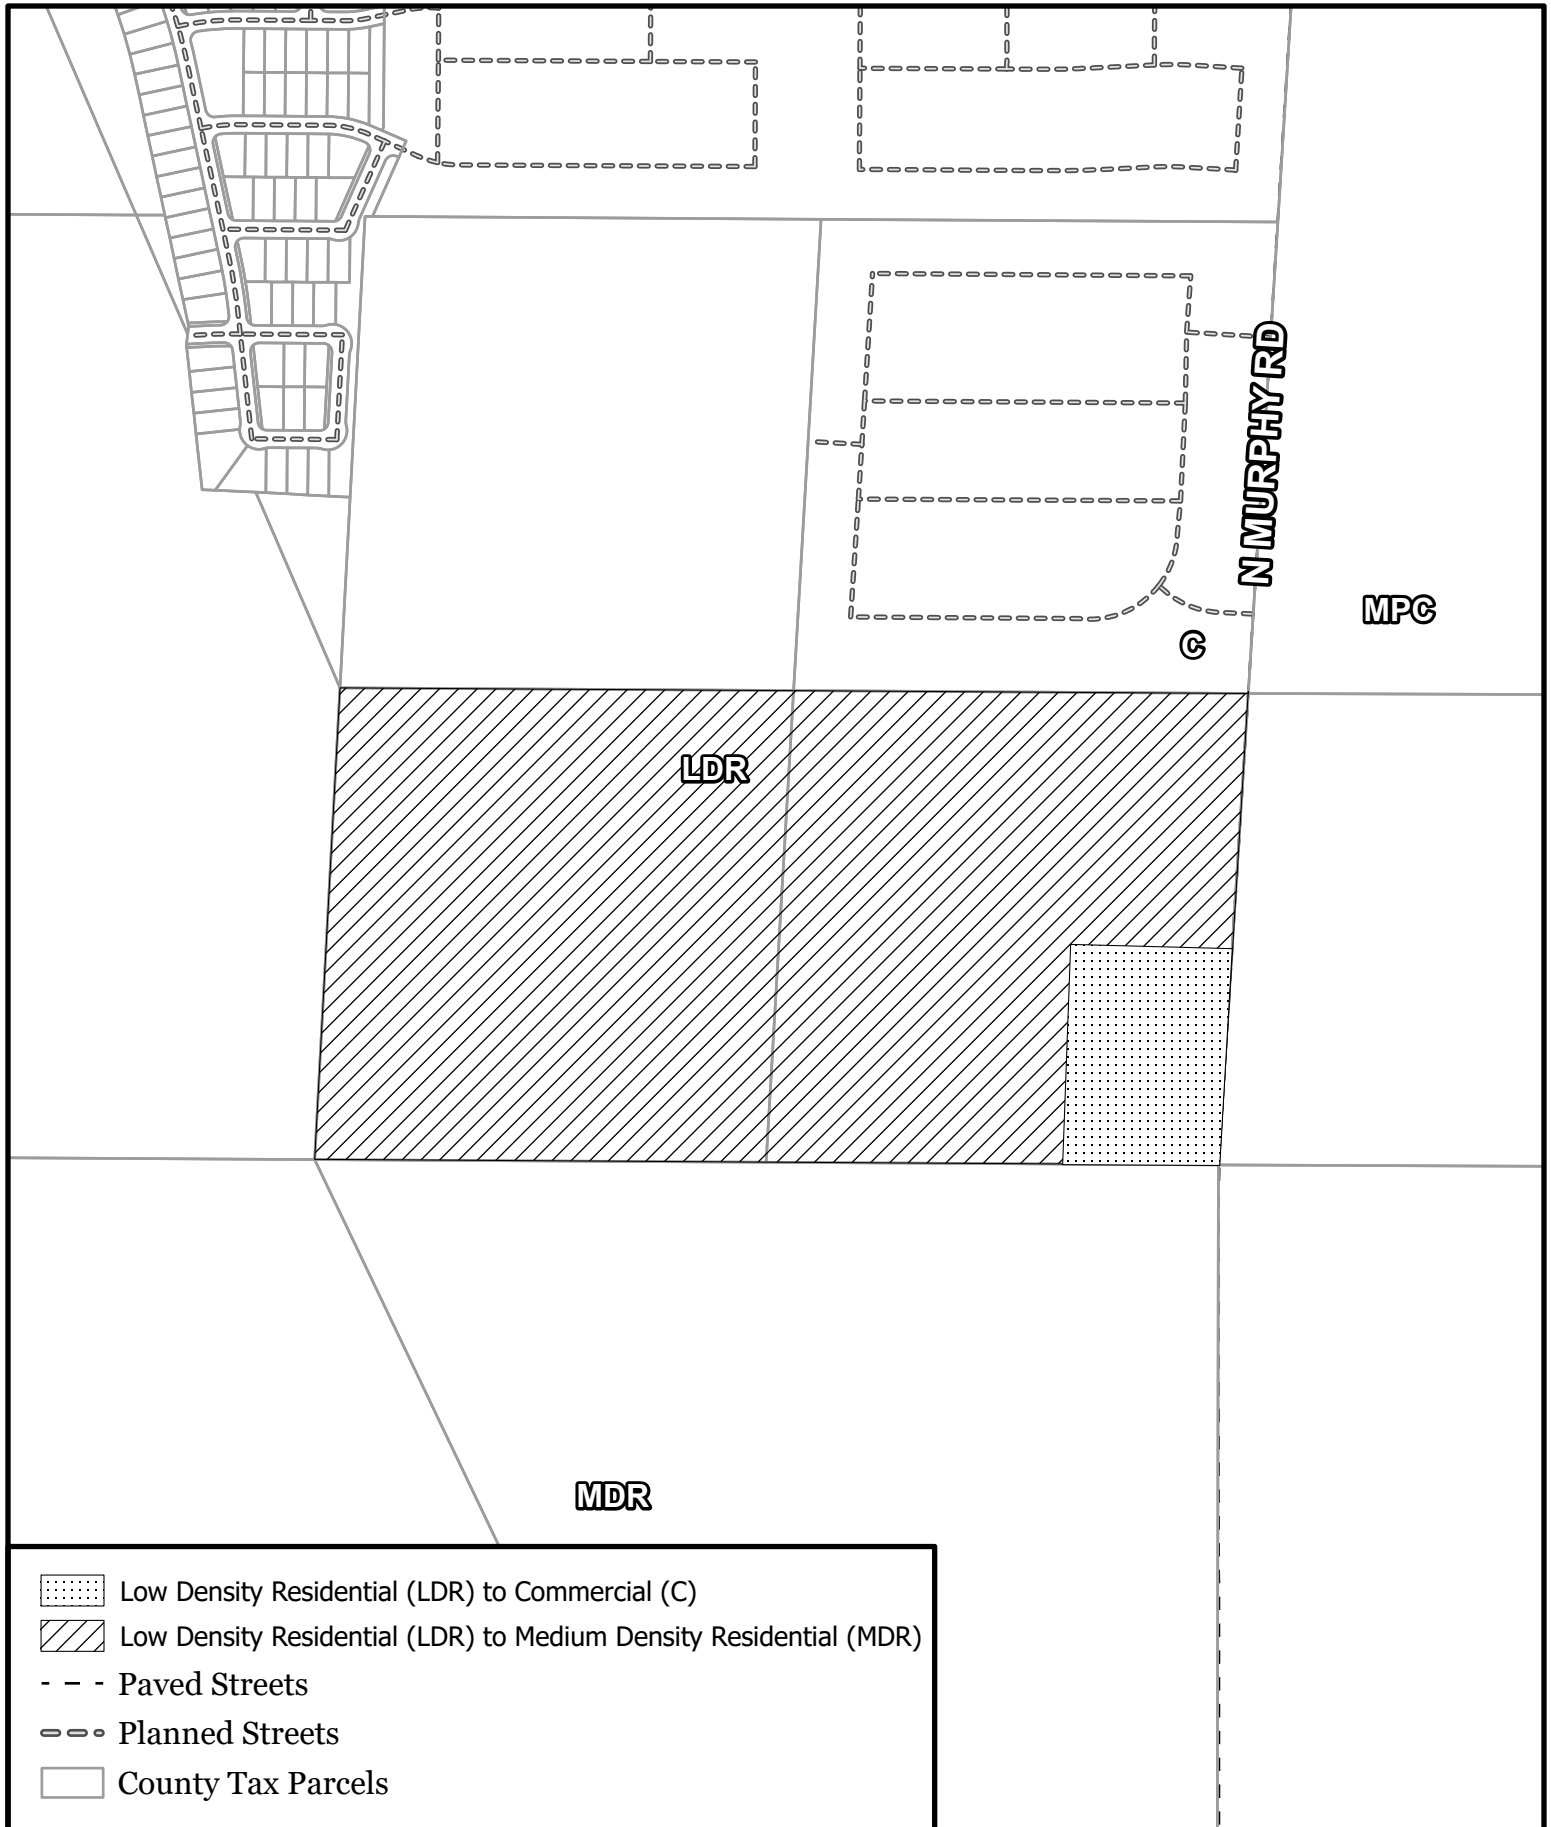 N MURPHY RD
MPC
C
LDR
MDR
Low Density Residential (LDR) to Commercial (C)
Low Density Residential (LDR) to Medium Density Residential (MDR)
Paved Streets
Planned Streets
County Tax Parcels